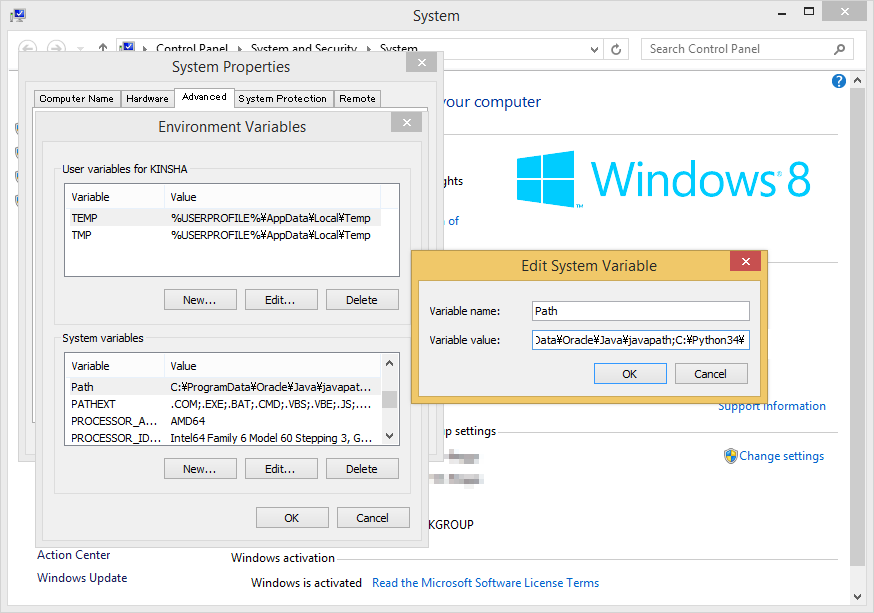 System
Control Panel
System and Security
System
Search Control Panel
System Properties
Computer Name
Hardware
Advanced
System Protection
Remote
your computer
Environment Variables
User variables for KINSHA
Variable Value
TEMP %USERPROFILE%¥AppData¥Local¥Temp
TMP %USERPROFILE%¥AppData¥Local¥Temp
New... Edit... Delete
ghts
of
Windows 8
™
Edit System Variable
Variable name: Path
Variable value: Data¥Oracle¥Java¥javapath;C:¥Python34¥
OK Cancel
System variables
Variable Value
Path C:¥ProgramData¥Oracle¥Java¥javapat...
PATHEXT .COM;.EXE;.BAT;.CMD;.VBS;.VBE;.JS;....
PROCESSOR_A... AMD64
PROCESSOR_ID... Intel64 Family 6 Model 60 Stepping 3, G...
New... Edit... Delete
OK Cancel
Support Information
p settings
Change settings
KGROUP
Action Center
Windows Update
Windows activation
Windows is activated Read the Microsoft Software License Terms